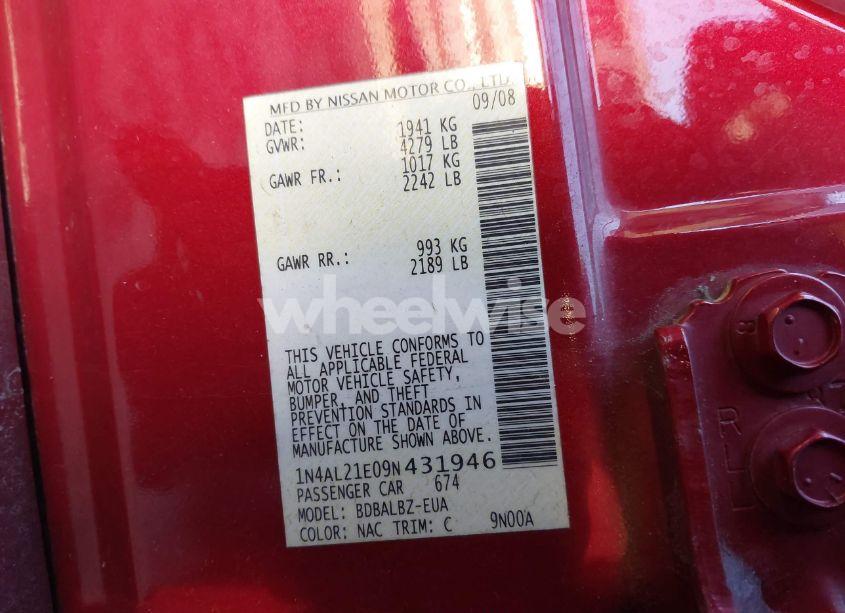 MFD BY NISSAN MOTOR CO., LTD.
DATE: 09/08
GVWR: 1941 KG
4279 LB
GAWR FR.: 1017 KG
2242 LB
GAWR RR.: 993 KG
2189 LB
wheelwise
THIS VEHICLE CONFORMS TO
ALL APPLICABLE FEDERAL
MOTOR VEHICLE SAFETY,
BUMPER, AND THEFT
PREVENTION STANDARDS IN
EFFECT ON THE DATE OF
MANUFACTURE SHOWN ABOVE.
1N4AL21E09N431946
PASSENGER CAR 674
MODEL: BDBALBZ-EUA
COLOR: NAC TRIM: C 9N00A
8